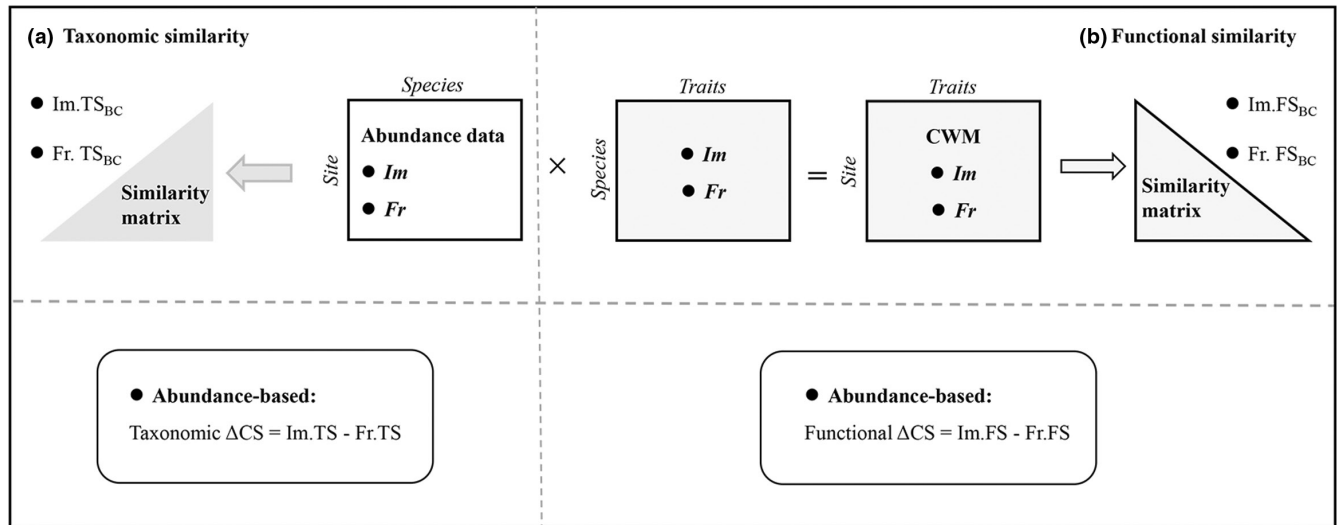 (a) Taxonomic similarity
Im.TSBC
Fr. TSBC
Similarity
matrix
Species
Site
Abundance data
Im
Fr
×
Traits
Species
Im
Fr
=
(b) Functional similarity
Traits
Site
CWM
Im
Fr
Im.FSBC
Fr. FSBC
Similarity
matrix
Abundance-based:
Taxonomic ΔCS = Im.TS - Fr.TS
Abundance-based:
Functional ΔCS = Im.FS - Fr.FS